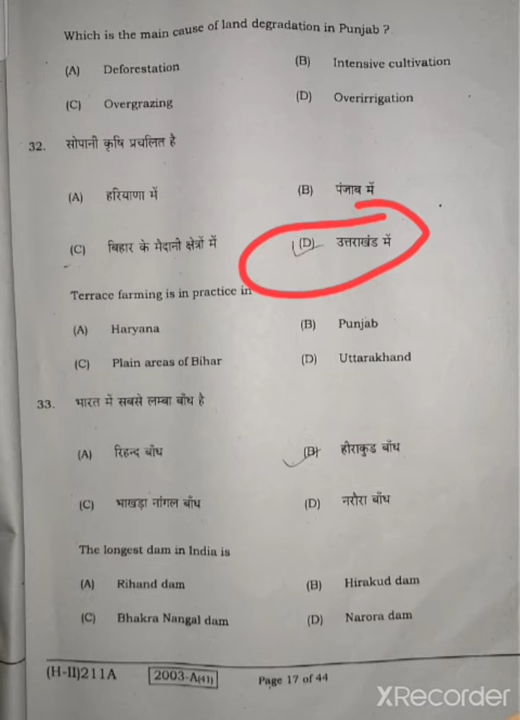 Which is the main cause of land degradation in Punjab ?
(A) Deforestation (B) Intensive cultivation
(C) Overgrazing (D) Overirrigation
32. सोपानी कृषि प्रचलित है
(A) हरियाणा में (B) पंजाब में
(C) बिहार के मैदानी क्षेत्रों में (D) उत्तराखंड में
Terrace farming is in practice in
(A) Haryana (B) Punjab
(C) Plain areas of Bihar (D) Uttarakhand
33. भारत में सबसे लम्बा बाँध है
(A) रिहन्द बाँध (B) हीराकुड बाँध
(C) भाखड़ा नांगल बाँध (D) नरौरा बाँध
The longest dam in India is
(A) Rihand dam (B) Hirakud dam
(C) Bhakra Nangal dam (D) Narora dam
(H-II)211A 2003-A(41) Page 17 of 44
XRecorder